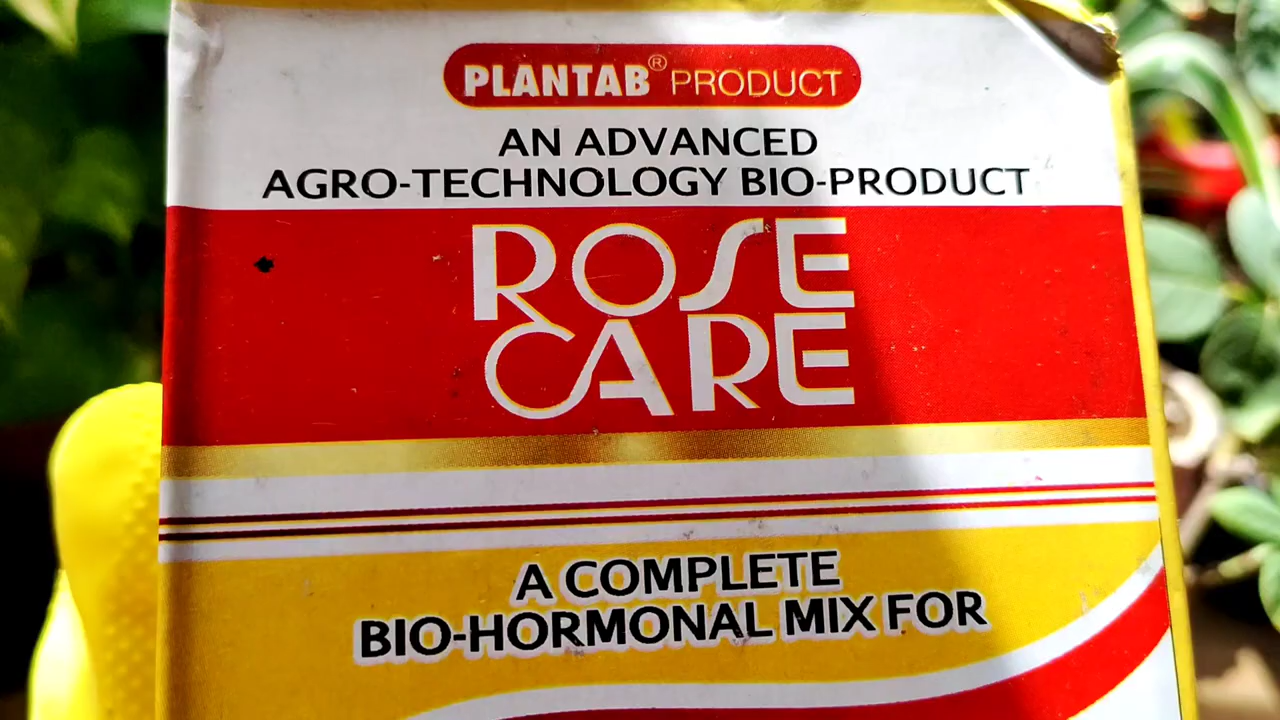 PLANTAB® PRODUCT
AN ADVANCED
AGRO-TECHNOLOGY BIO-PRODUCT
ROSE
CARE
A COMPLETE
BIO-HORMONAL MIX FOR